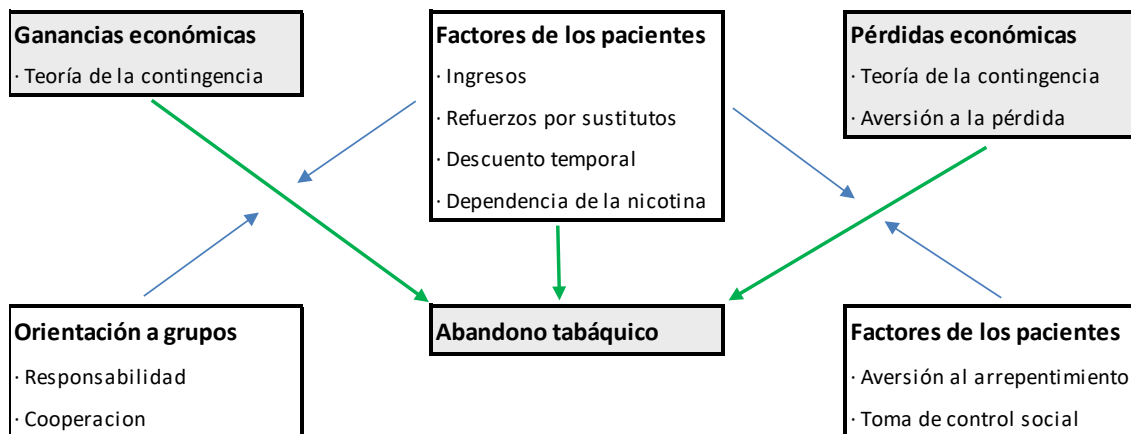 Ganancias económicas
· Teoría de la contingencia
Factores de los pacientes
· Ingresos
· Refuerzos por sustitutos
· Descuento temporal
· Dependencia de la nicotina
Pérdidas económicas
· Teoría de la contingencia
· Aversión a la pérdida
Orientación a grupos
· Responsabilidad
· Cooperacion
Abandono tabáquico
Factores de los pacientes
· Aversión al arrepentimiento
· Toma de control social